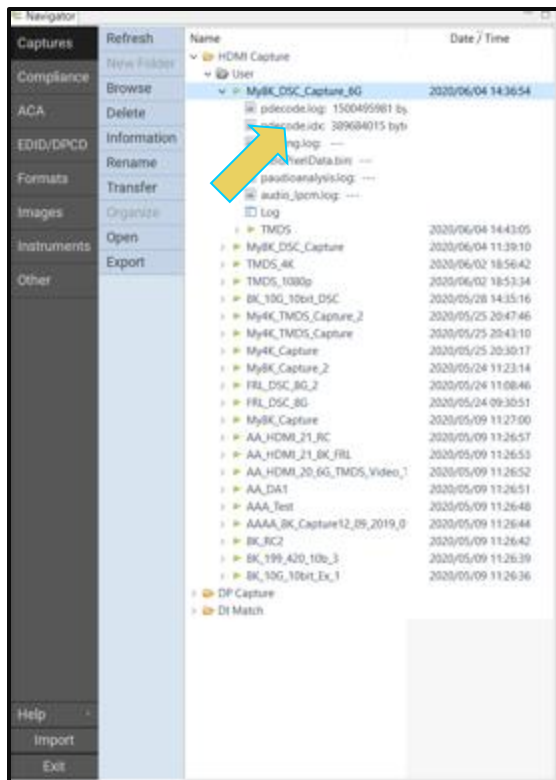 Navigator
Captures
Compliance
ACA
EDID/DPCD
Formats
Images
Instruments
Other
Help
Import
Exit
Refresh
New Folder
Browse
Delete
Information
Rename
Transfer
Organize
Open
Export
Name Date / Time
HDMI Capture
User
My8K_DSC_Capture_6G 2020/06/04 14:36:54
pdecode.log: 1500495981 by
pdecode.idx: 389684015 byte
ng.log: ---
nelData.bin: ---
paudioanalysis.log: ---
audio_lpcm.log: ---
Log
TMDS 2020/06/04 14:43:05
My8K_DSC_Capture 2020/06/04 11:39:10
TMDS_4K 2020/06/02 18:56:42
TMDS_1080p 2020/06/02 18:53:34
8K_10G_10bit_DSC 2020/05/28 14:35:16
My4K_TMDS_Capture_2 2020/05/25 20:47:46
My4K_TMDS_Capture 2020/05/25 20:43:10
My4K_Capture 2020/05/25 20:30:17
My8K_Capture_2 2020/05/24 11:23:14
FRL_DSC_8G_2 2020/05/24 11:08:46
FRL_DSC_8G 2020/05/24 09:30:51
My8K_Capture 2020/05/09 11:27:00
AA_HDMI_21_RC 2020/05/09 11:26:57
AA_HDMI_21_8K_FRL 2020/05/09 11:26:53
AA_HDMI_20_6G_TMDS_Video_ 2020/05/09 11:26:52
AA_DA1 2020/05/09 11:26:51
AAA_Test 2020/05/09 11:26:48
AAAA_8K_Capture12_09_2019_0 2020/05/09 11:26:44
8K_RC2 2020/05/09 11:26:42
8K_199_420_10b_3 2020/05/09 11:26:39
8K_10G_10bit_Ex_1 2020/05/09 11:26:36
DP Capture
DI Match